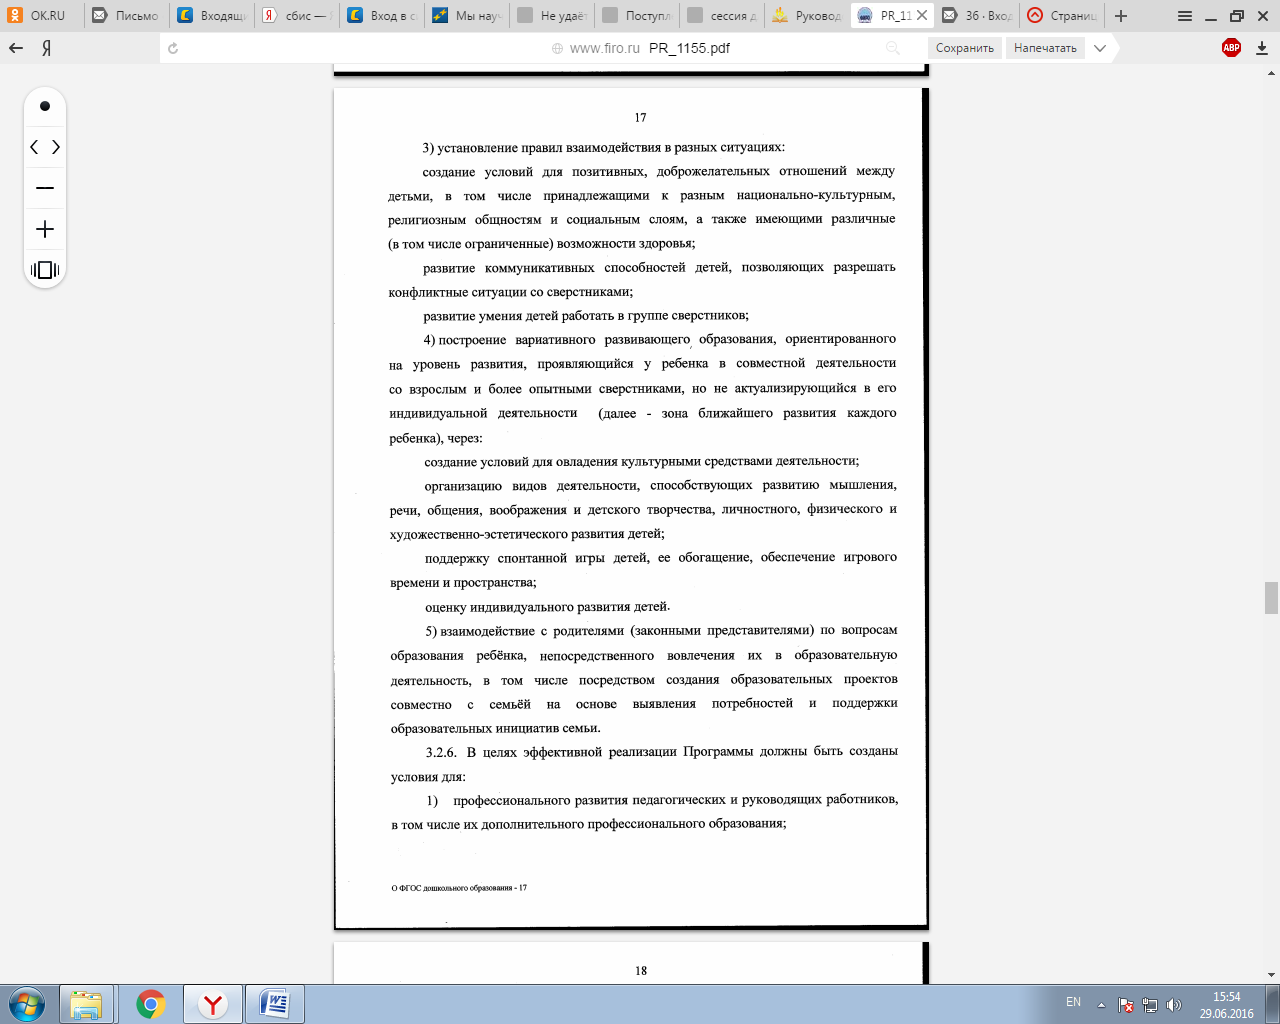 OK.RU
Письмо
Входящи
сбис — Я
Вход в си
Мы науч
Не удаёт
Поступл
сессия д
Руковод
PR_11
36 · Вход
Страниц
www.firo.ru PR_1155.pdf
Сохранить
Напечатать
ABP
17
3) установление правил взаимодействия в разных ситуациях:
создание условий для позитивных, доброжелательных отношений между
детьми, в том числе принадлежащими к разным национально-культурным,
религиозным общностям и социальным слоям, а также имеющими различные
(в том числе ограниченные) возможности здоровья;
развитие коммуникативных способностей детей, позволяющих разрешать
конфликтные ситуации со сверстниками;
развитие умения детей работать в группе сверстников;
4) построение вариативного развивающего образования, ориентированного
на уровень развития, проявляющийся у ребенка в совместной деятельности
со взрослым и более опытными сверстниками, но не актуализирующийся в его
индивидуальной деятельности (далее - зона ближайшего развития каждого
ребенка), через:
создание условий для овладения культурными средствами деятельности;
организацию видов деятельности, способствующих развитию мышления,
речи, общения, воображения и детского творчества, личностного, физического и
художественно-эстетического развития детей;
поддержку спонтанной игры детей, ее обогащение, обеспечение игрового
времени и пространства;
оценку индивидуального развития детей.
5) взаимодействие с родителями (законными представителями) по вопросам
образования ребёнка, непосредственного вовлечения их в образовательную
деятельность, в том числе посредством создания образовательных проектов
совместно с семьёй на основе выявления потребностей и поддержки
образовательных инициатив семьи.
3.2.6. В целях эффективной реализации Программы должны быть созданы
условия для:
1) профессионального развития педагогических и руководящих работников,
в том числе их дополнительного профессионального образования;
О ФГОС дошкольного образования - 17
18
EN
15:54
29.06.2016